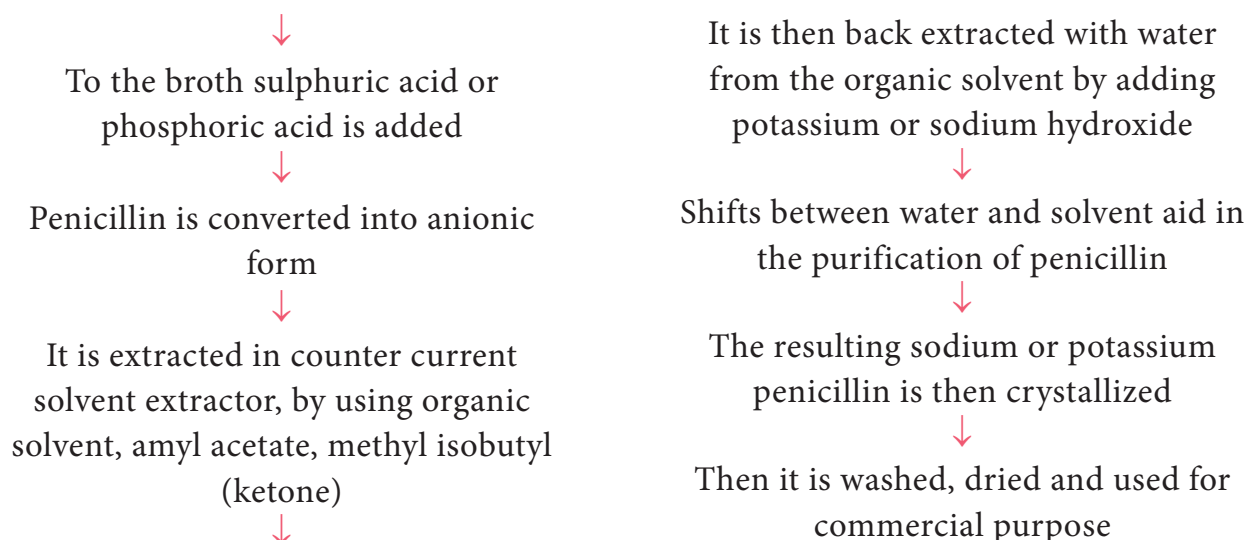 To the broth sulphuric acid or
phosphoric acid is added
Penicillin is converted into anionic
form
It is extracted in counter current
solvent extractor, by using organic
solvent, amyl acetate, methyl isobutyl
(ketone)
It is then back extracted with water
from the organic solvent by adding
potassium or sodium hydroxide
Shifts between water and solvent aid in
the purification of penicillin
The resulting sodium or potassium
penicillin is then crystallized
Then it is washed, dried and used for
commercial purpose